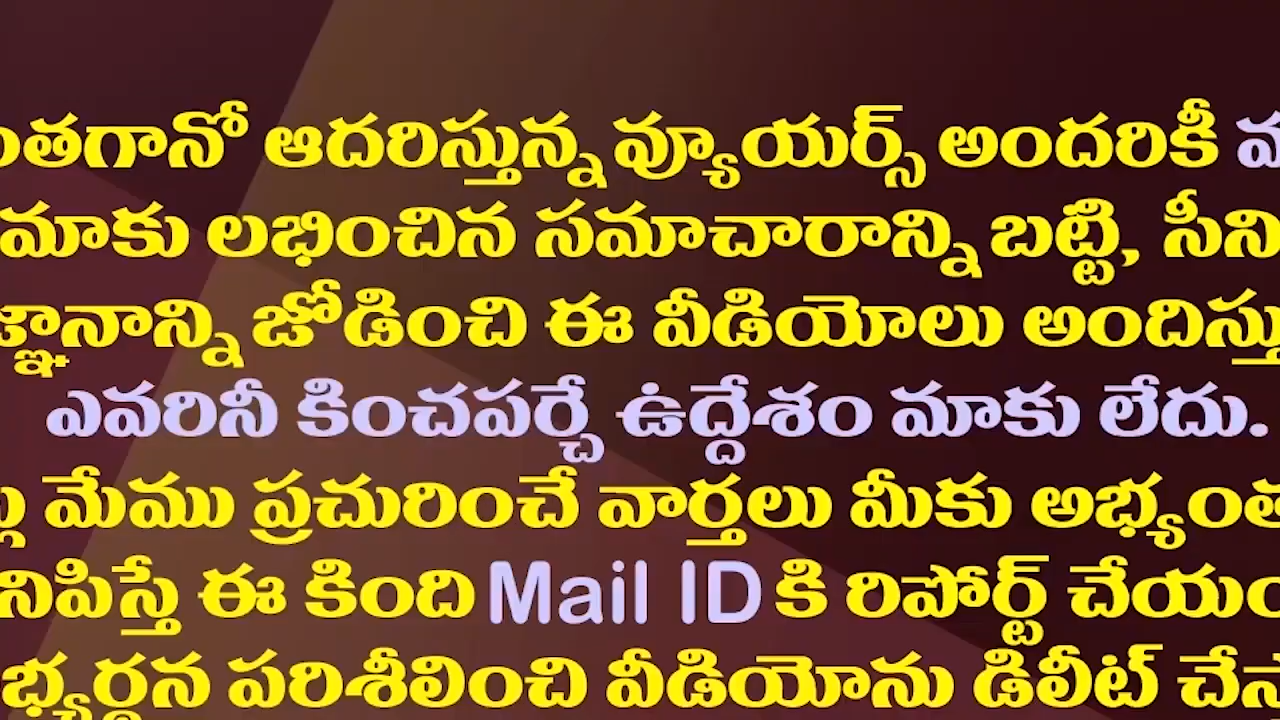 ంతగానో ఆదరిస్తున్న వ్యూయర్స్ అందరికీ
మాకు లభించిన సమాచారాన్ని బట్టి, సీని
జ్ఞానాన్ని జోడించి ఈ వీడియోలు అందిస్తు
ఎవరినీ కించపర్చే ఉద్దేశం మాకు లేదు.
మేము ప్రచురించే వార్తలు మీకు అభ్యంత
నిపిస్తే ఈ కింది Mail ID కి రిపోర్ట్ చేయం
భ్యర్థన పరిశీలించి వీడియోను డిలీట్ చేస